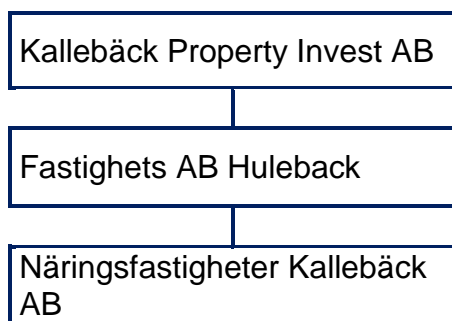 Kallebäck Property Invest AB
Fastighets AB Huleback
Näringsfastigheter Kallebäck
AB